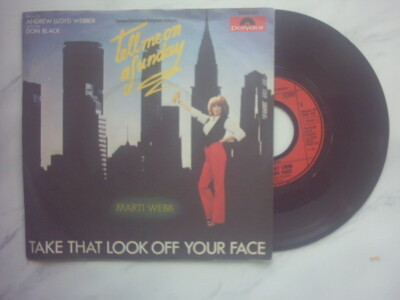 ANDREW LLOYD WEBBER
DON BLACK
Polydor
Tell me on
a Sunday
MARTI WEBB
TAKE THAT LOOK OFF YOUR FACE